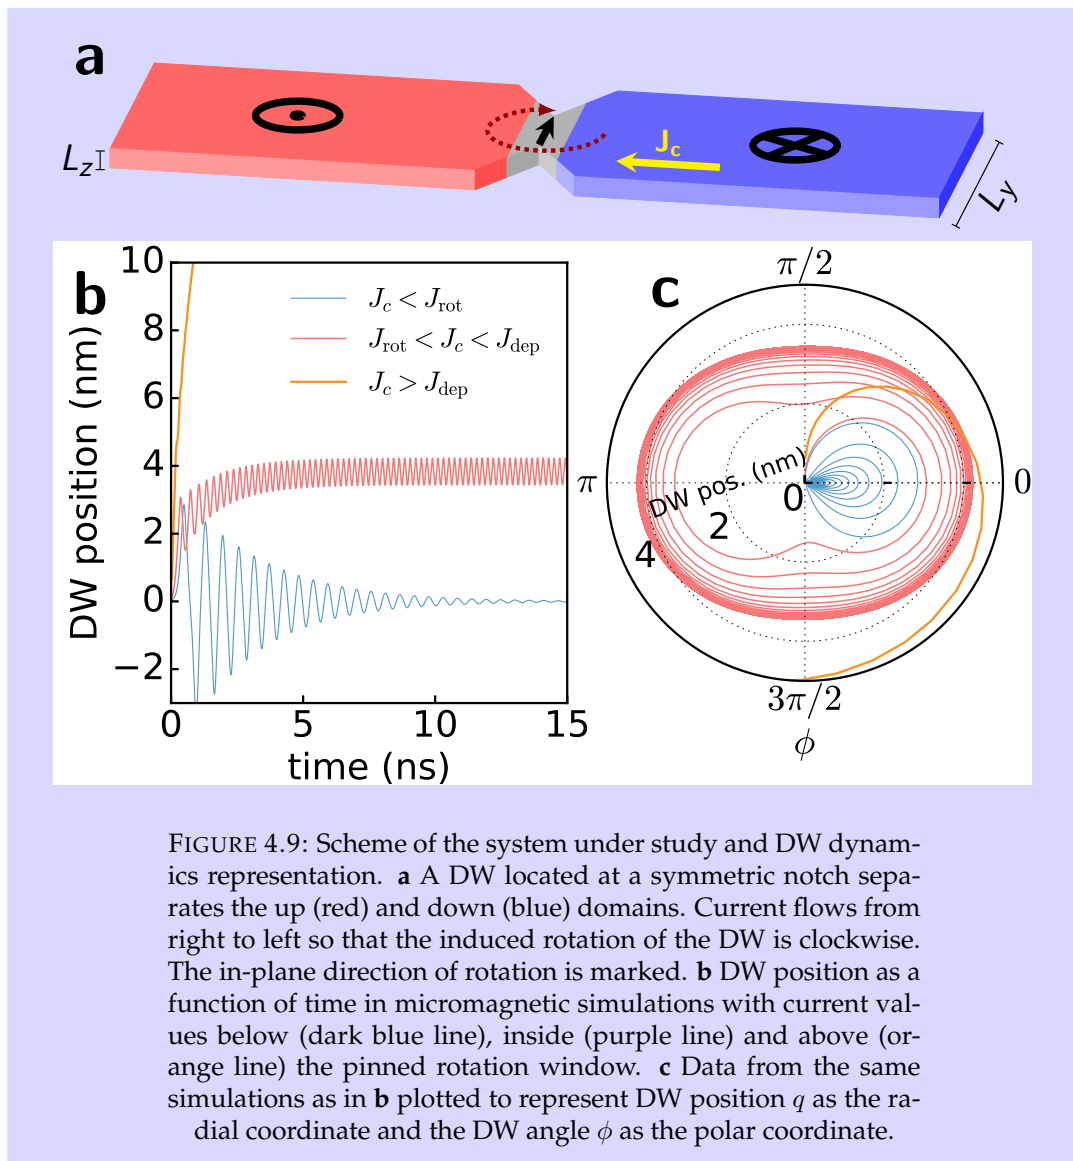 a
L_z
J_c
L_y
b
10
8
6
4
2
0
−2
DW position (nm)
J_c < J_rot
J_rot < J_c < J_dep
J_c > J_dep
0
5
10
15
time (ns)
c
π/2
π
0
3π/2
ϕ
DW pos. (nm)
0
2
4
FIGURE 4.9: Scheme of the system under study and DW dynam-
ics representation. a A DW located at a symmetric notch sepa-
rates the up (red) and down (blue) domains. Current flows from
right to left so that the induced rotation of the DW is clockwise.
The in-plane direction of rotation is marked. b DW position as a
function of time in micromagnetic simulations with current val-
ues below (dark blue line), inside (purple line) and above (or-
ange line) the pinned rotation window. c Data from the same
simulations as in b plotted to represent DW position q as the ra-
dial coordinate and the DW angle ϕ as the polar coordinate.